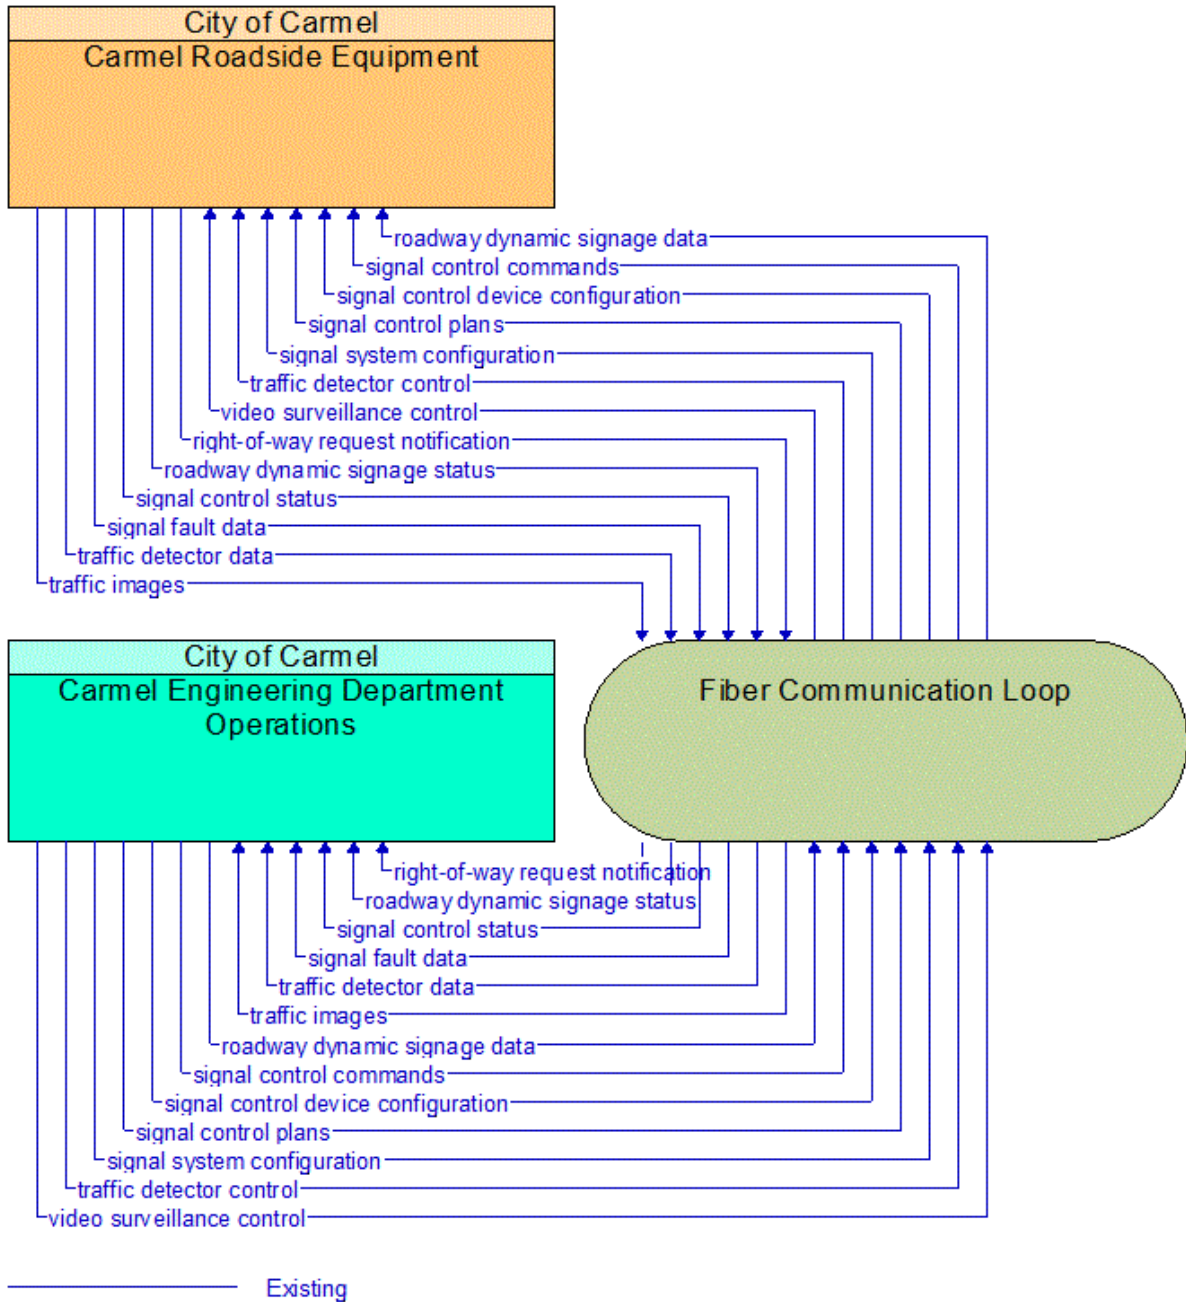 City of Carmel
Carmel Roadside Equipment
roadway dynamic signage data
signal control commands
signal control device configuration
signal control plans
signal system configuration
traffic detector control
video surveillance control
right-of-way request notification
roadway dynamic signage status
signal control status
signal fault data
traffic detector data
traffic images
City of Carmel
Carmel Engineering Department
Operations
Fiber Communication Loop
right-of-way request notification
roadway dynamic signage status
signal control status
signal fault data
traffic detector data
traffic images
roadway dynamic signage data
signal control commands
signal control device configuration
signal control plans
signal system configuration
traffic detector control
video surveillance control
Existing